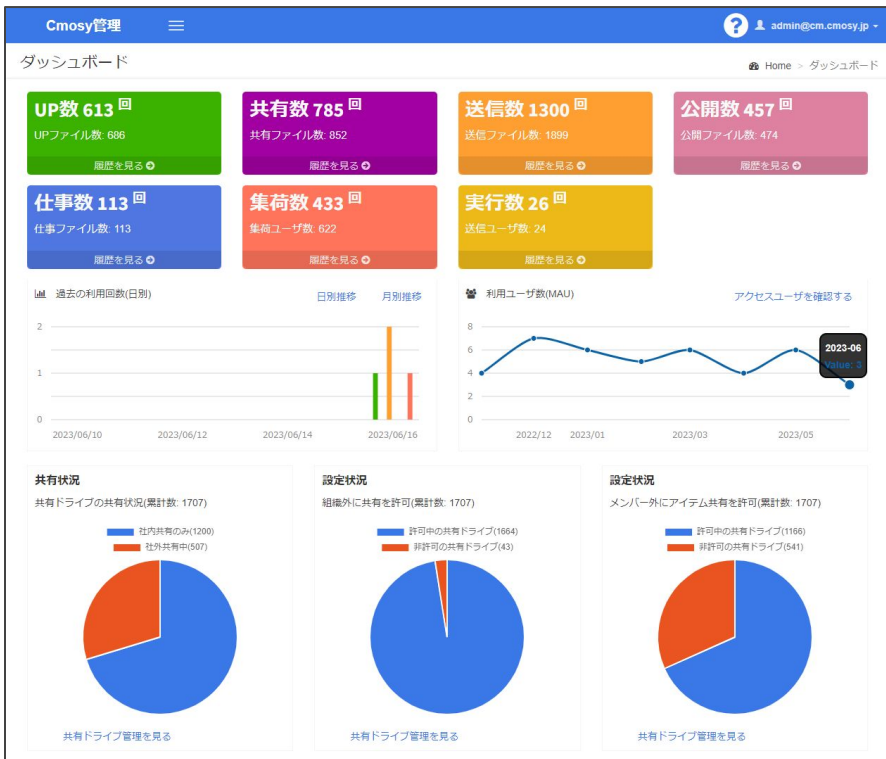 Cmosy管理
? admin@cm.cmosy.jp
ダッシュボード
Home > ダッシュボード
UP数 613 回
UPファイル数: 686
履歴を見る
共有数 785 回
共有ファイル数: 852
履歴を見る
送信数 1300 回
送信ファイル数: 1899
履歴を見る
公開数 457 回
公開ファイル数: 474
履歴を見る
仕事数 113 回
仕事ファイル数: 113
履歴を見る
集荷数 433 回
集荷ユーザ数: 622
履歴を見る
実行数 26 回
送信ユーザ数: 24
履歴を見る
過去の利用回数(日別)
日別推移 月別推移
2
1
0
2023/06/10 2023/06/12 2023/06/14 2023/06/16
利用ユーザ数(MAU)
アクセスユーザを確認する
8
6
4
2
0
2023-06
Value: 3
2022/12 2023/01 2023/03 2023/05
共有状況
共有ドライブの共有状況(累計数: 1707)
社内共有のみ(1200)
社外共有中(507)
共有ドライブ管理を見る
設定状況
組織外に共有を許可(累計数: 1707)
許可中の共有ドライブ(1664)
非許可の共有ドライブ(43)
共有ドライブ管理を見る
設定状況
メンバー外にアイテム共有を許可(累計数: 1707)
許可中の共有ドライブ(1166)
非許可の共有ドライブ(541)
共有ドライブ管理を見る